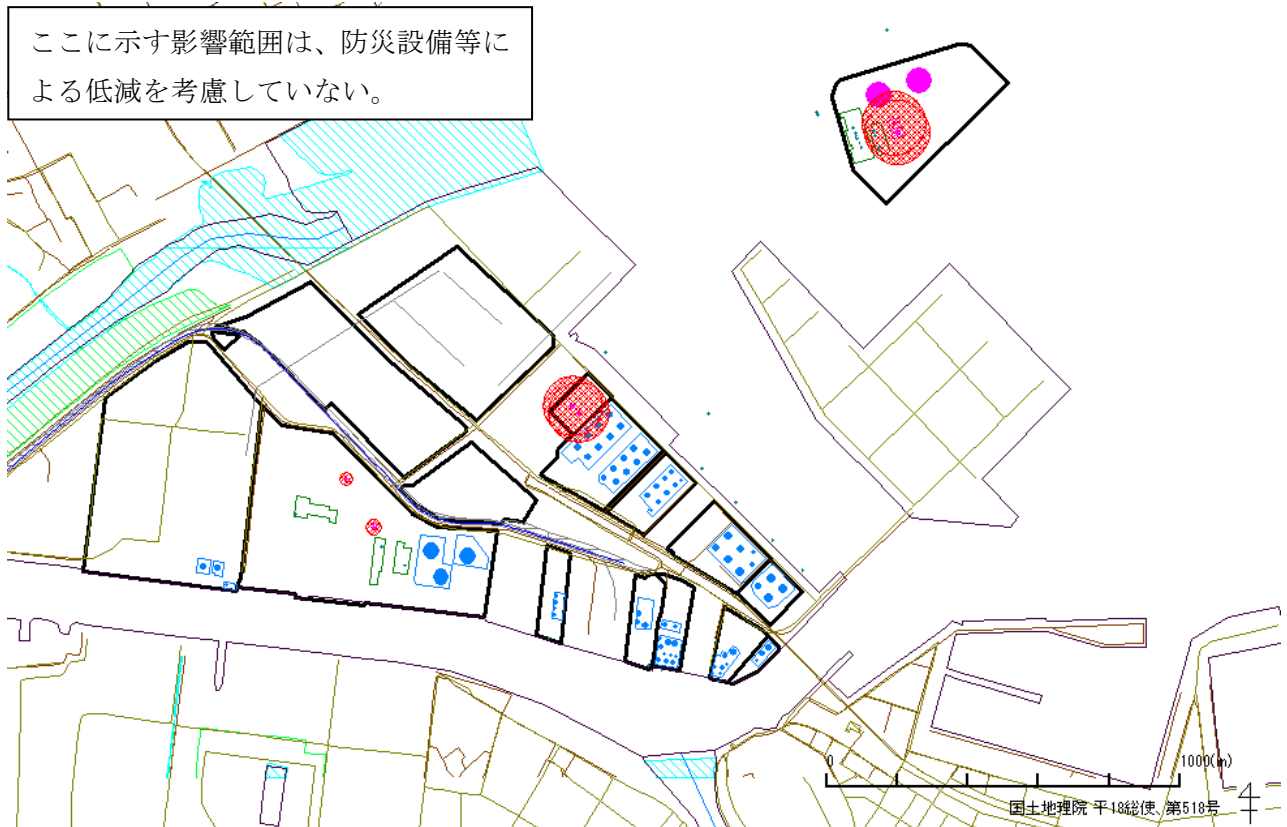 ここに示す影響範囲は、防災設備等に
よる低減を考慮していない。
0 1000(m)
国土地理院 平18総使、第518号